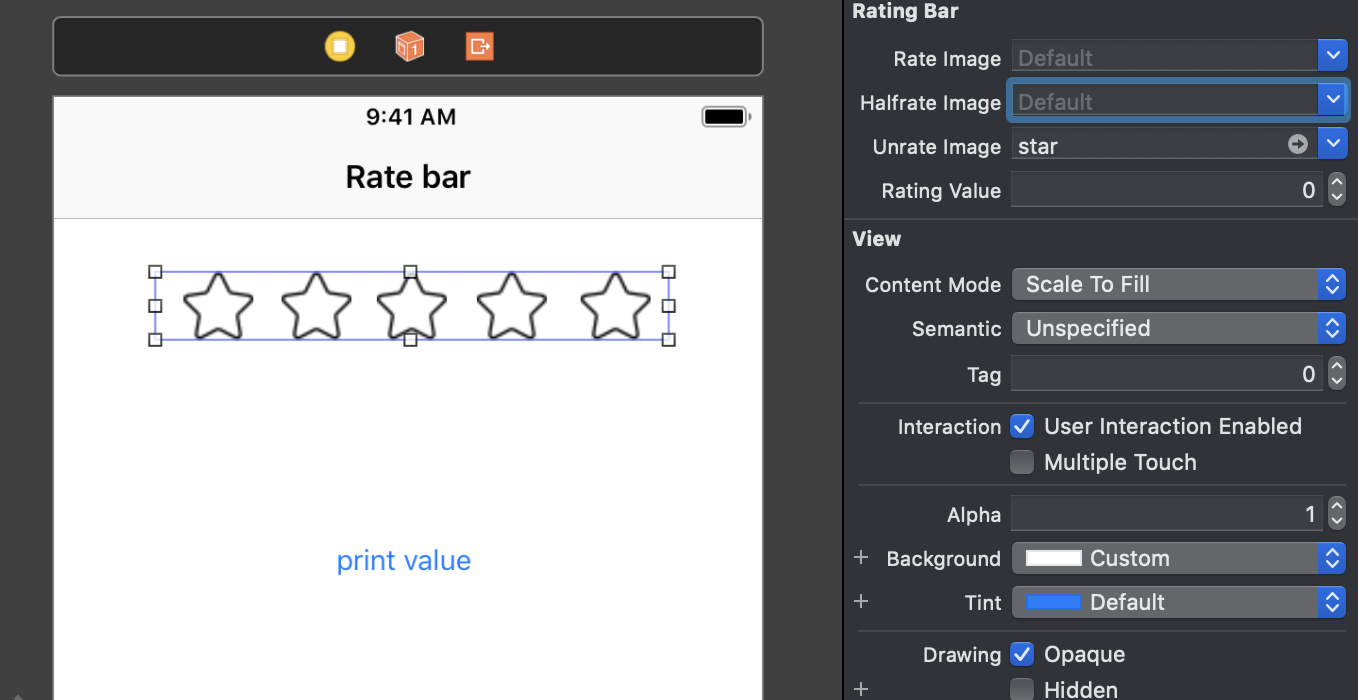 1
9:41 AM
Rate bar
print value
Rating Bar
Rate Image Default
Halfrate Image Default
Unrate Image star
Rating Value 0
View
Content Mode Scale To Fill
Semantic Unspecified
Tag 0
Interaction User Interaction Enabled
Multiple Touch
Alpha 1
+ Background Custom
+ Tint Default
Drawing Opaque
+ Hidden